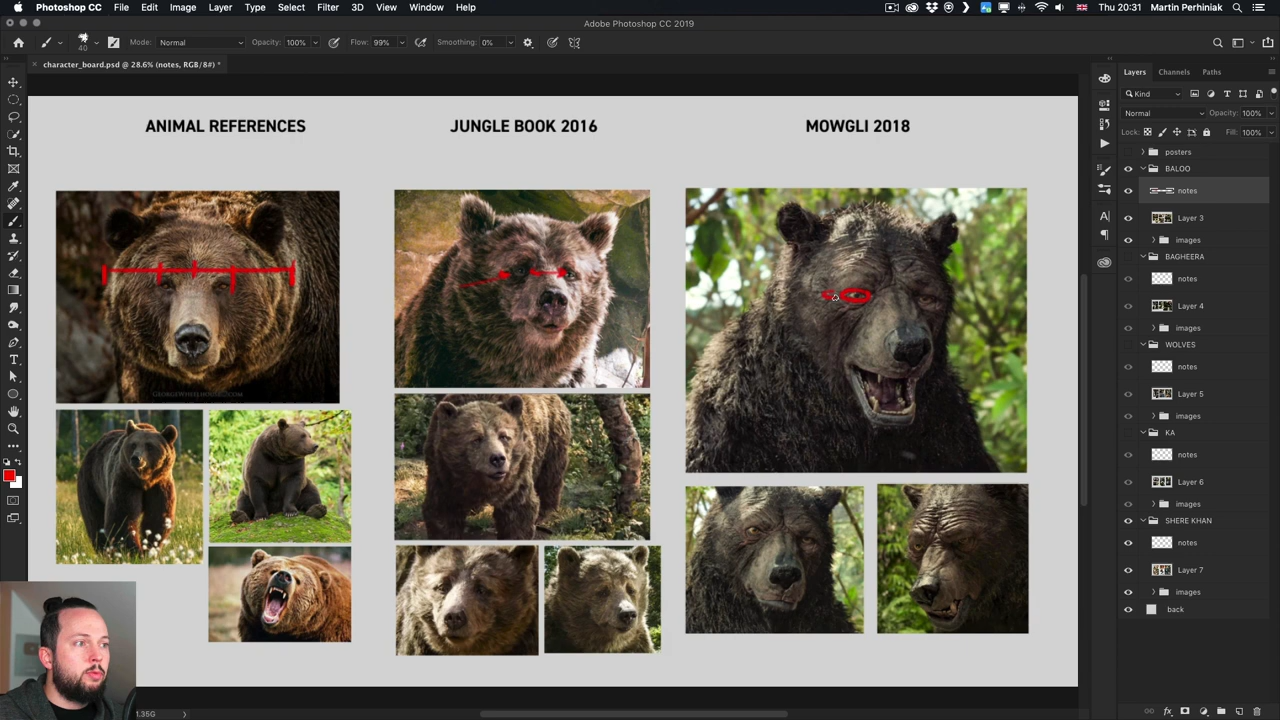 Photoshop CC File Edit Image Layer Type Select Filter 3D View Window Help Thu 20:31 Martin Perhiniak
Adobe Photoshop CC 2019
40 Mode: Normal Opacity: 100% Flow: 99% Smoothing: 0%
× character_board.psd @ 28.6% (notes, RGB/8#) *
Layers Channels Paths
Kind
Normal Opacity: 100%
Lock: Fill: 100%
ANIMAL REFERENCES
JUNGLE BOOK 2016
MOWGLI 2018
posters
BALOO
notes
Layer 3
images
BAGHEERA
notes
Layer 4
images
WOLVES
notes
Layer 5
images
KA
notes
Layer 6
images
SHERE KHAN
notes
Layer 7
images
back
1.35G